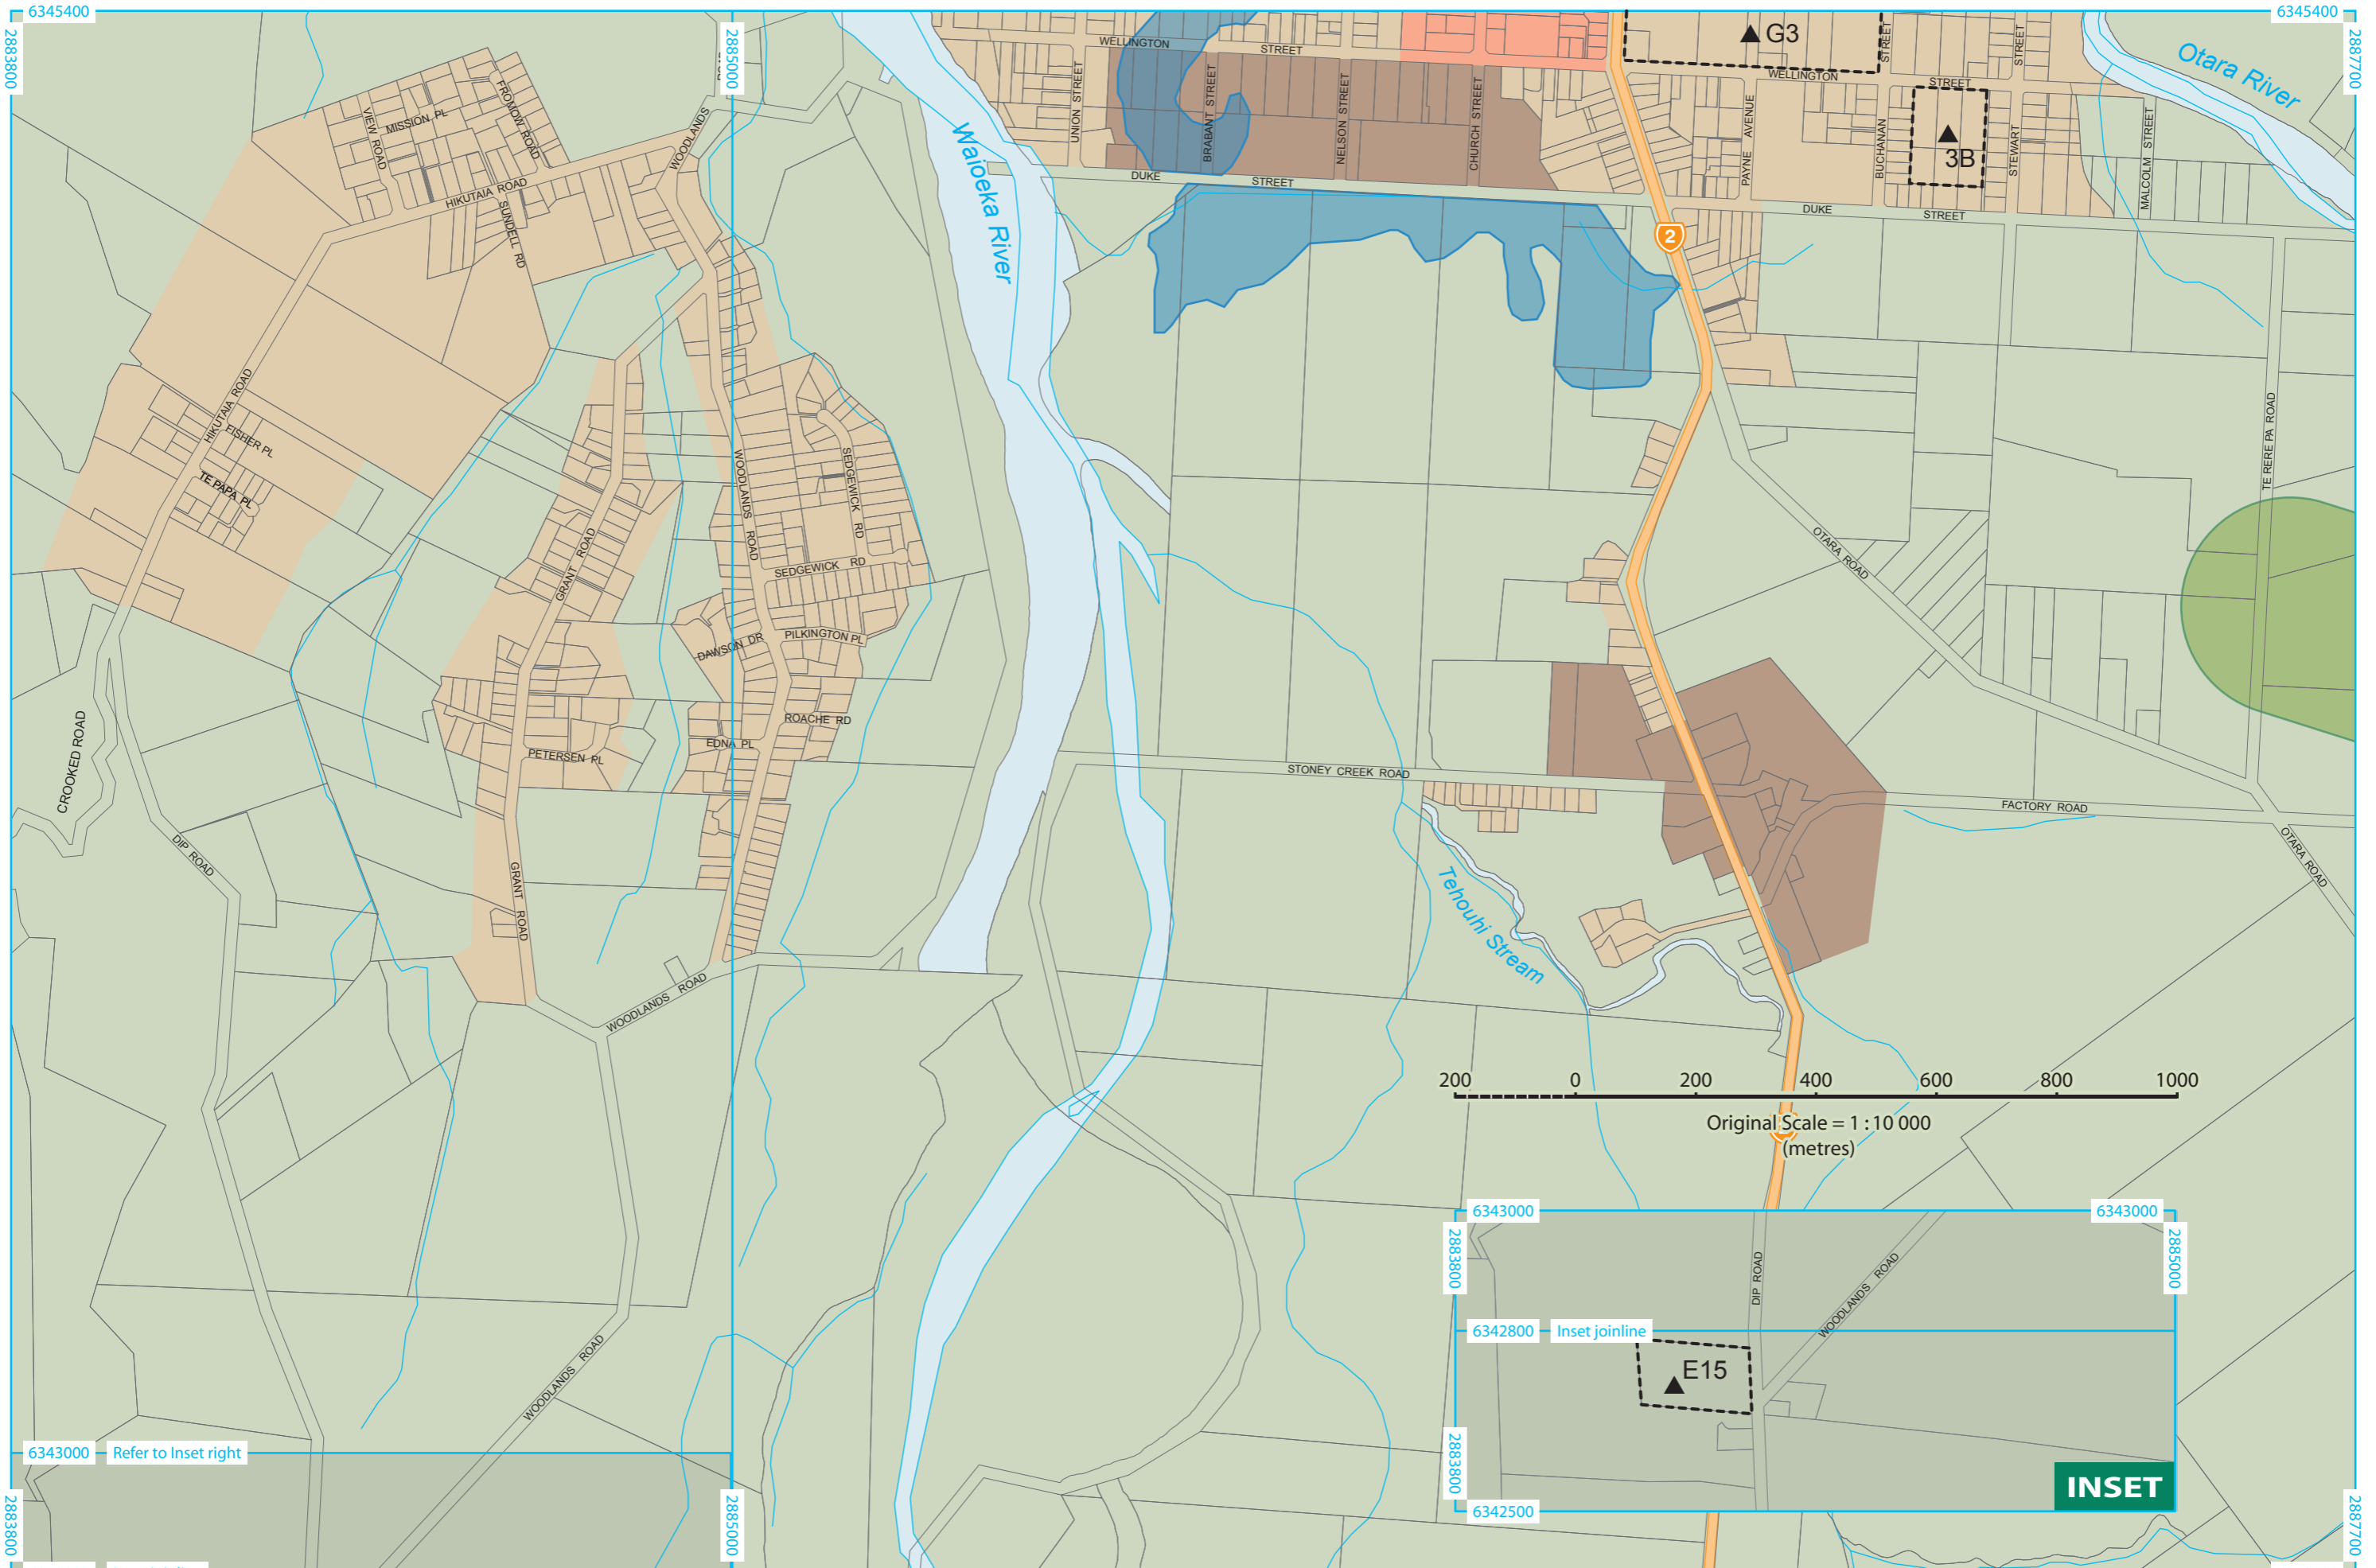 6345400
6345400
2883800
2885000
2887700
WELLINGTON
STREET
G3
STREET
STREET
Otara River
WELLINGTON
STREET
FROMOW ROAD
MISSION PL
VIEW ROAD
WOODLANDS
ROAD
UNION STREET
BRABANT STREET
NELSON STREET
CHURCH STREET
PAYNE AVENUE
BUCHANAN
3B
STEWART
MALCOLM STREET
Waioeka River
DUKE
STREET
DUKE
STREET
HIKUTAIA ROAD
SUNDELL RD
2
HIKUTAIA ROAD
FISHER PL
TE PAPA PL
WOODLANDS ROAD
SEDGEWICK RD
TE RERE PA ROAD
GRANT ROAD
SEDGEWICK RD
OTARA ROAD
DAWSON DR
PILKINGTON PL
ROACHE RD
EDNA PL
PETERSEN PL
CROOKED ROAD
STONEY CREEK ROAD
FACTORY ROAD
DIP ROAD
OTARA ROAD
GRANT ROAD
Tehouhi Stream
WOODLANDS ROAD
200 0 200 400 600 800 1000
Original Scale = 1 : 10 000
(metres)
WOODLANDS ROAD
6343000
6343000
2883800
2885000
DIP ROAD
WOODLANDS ROAD
6342800
Inset joinline
E15
2883800
6342500
INSET
6343000
Refer to Inset right
2883800
2885000
2887700